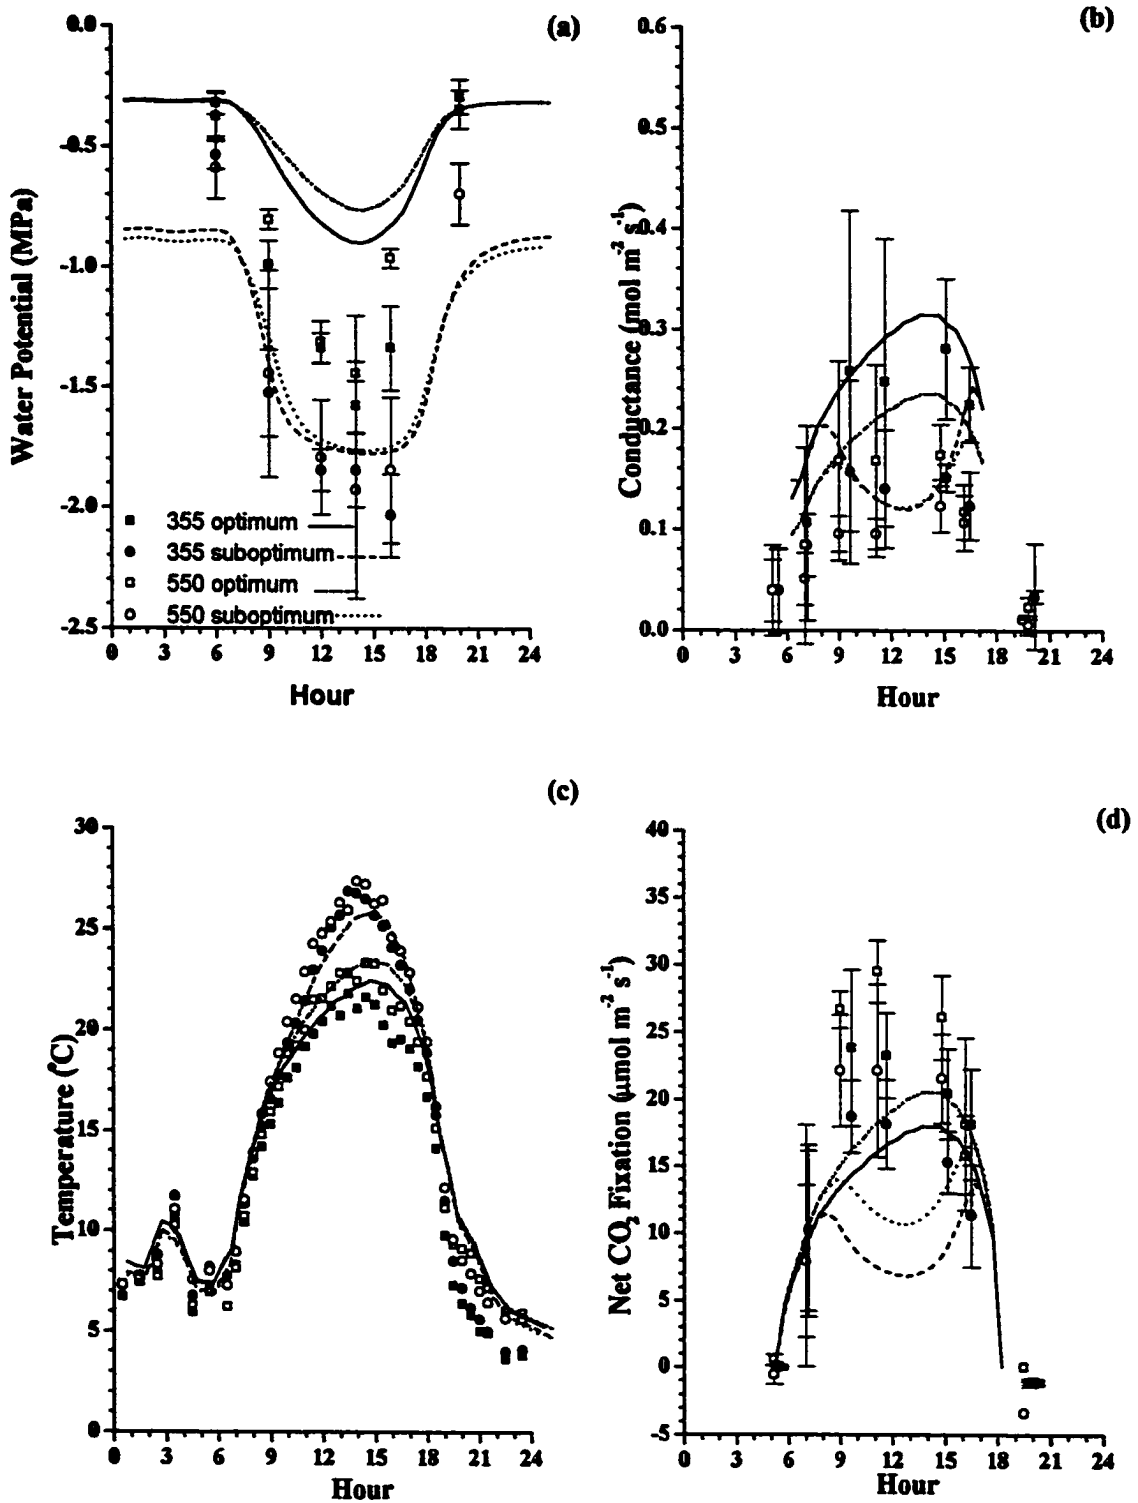 (a)
0.0
-0.5
-1.0
-1.5
-2.0
-2.5
Water Potential (MPa)
355 optimum
355 suboptimum
550 optimum
550 suboptimum
0 3 6 9 12 15 18 21 24
Hour
(b)
0.6
0.5
0.4
0.3
0.2
0.1
0.0
Conductance (mol m-2 s-1)
0 3 6 9 12 15 18 21 24
Hour
(c)
30
25
20
15
10
5
0
Temperature (°C)
0 3 6 9 12 15 18 21 24
Hour
(d)
40
35
30
25
20
15
10
5
0
-5
Net CO2 Fixation (μmol m-2 s-1)
0 3 6 9 12 15 18 21 24
Hour